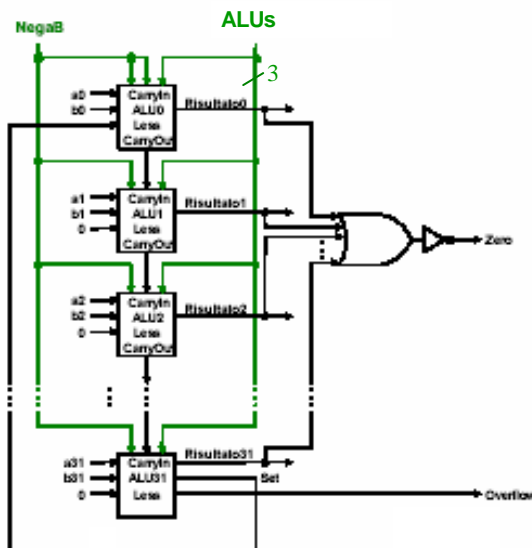 NegaB
ALUs
3
a0
b0
CarryIn
ALU0
Less
CarryOut
Risultato0
a1
b1
0
CarryIn
ALU1
Less
CarryOut
Risultato1
Zero
a2
b2
0
CarryIn
ALU2
Less
CarryOut
Risultato2
a31
b31
0
CarryIn
ALU31
Less
Risultato31
Set
Overflow